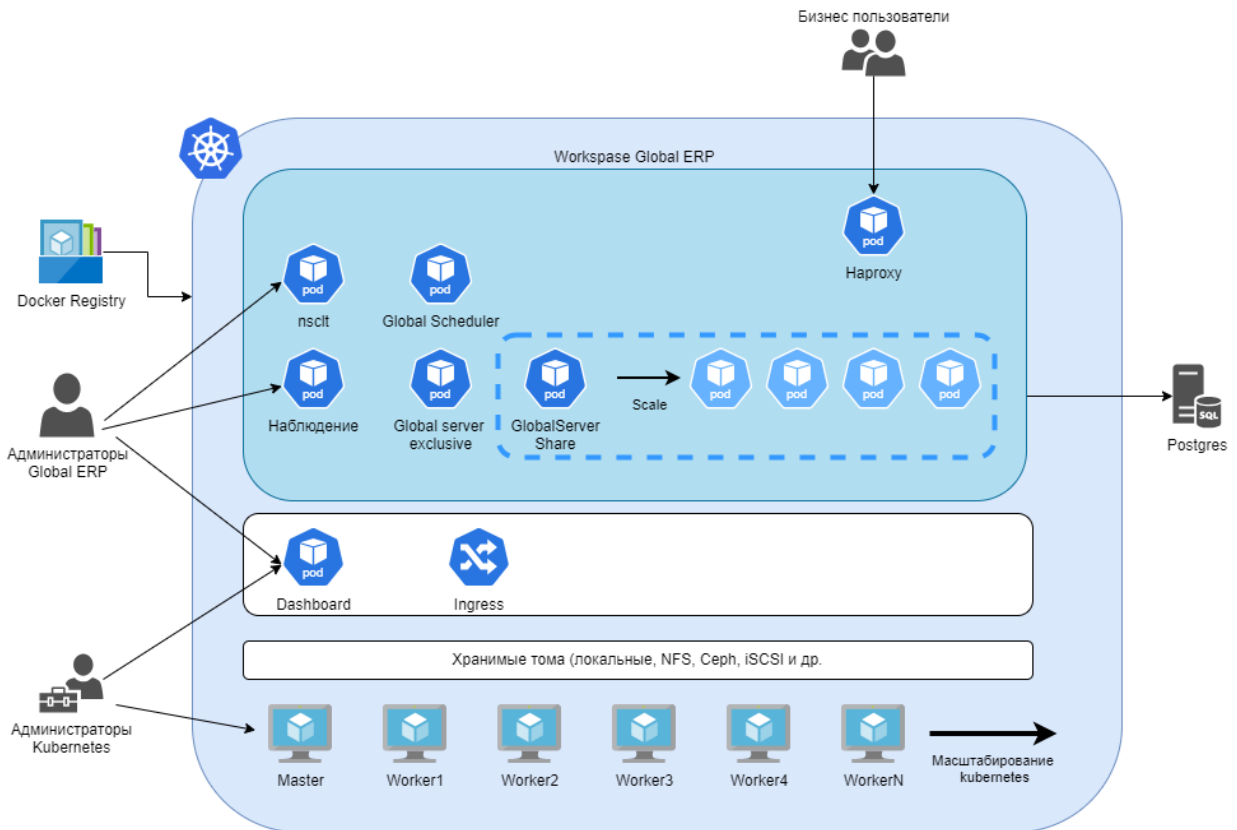 Бизнес пользователи
Workspase Global ERP
pod
Haproxy
Docker Registry
pod
nsclt
pod
Global Scheduler
pod
Наблюдение
pod
Global server
exclusive
pod
GlobalServer
Share
Scale
pod
pod
pod
pod
SQL
Postgres
Администраторы
Global ERP
pod
Dashboard
Ingress
Хранимые тома (локальные, NFS, Ceph, iSCSI и др.
Администраторы
Kubernetes
Master
Worker1
Worker2
Worker3
Worker4
WorkerN
Масштабирование
kubernetes